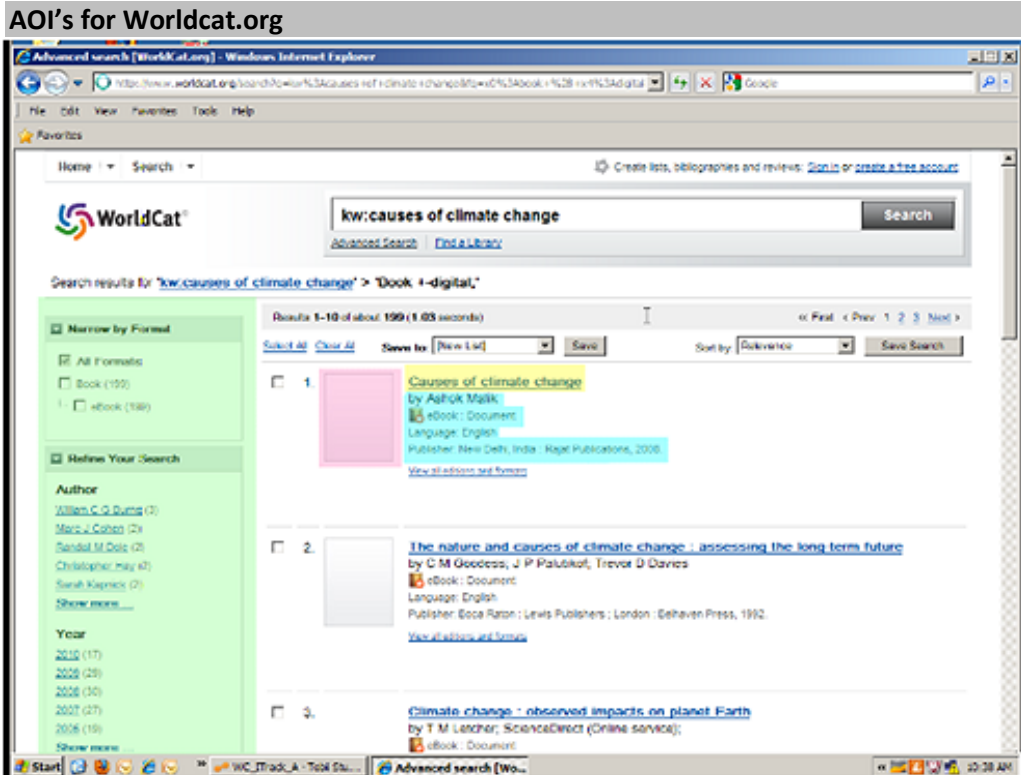 AOI's for Worldcat.org
Advanced search [WorldCat.org] - Windows Internet Explorer
Google
File Edit View Favorites Tools Help
Favorites
Home Search Create lists, bibliographies and reviews: Sign in or create a free account
WorldCat
kw:causes of climate change Search
Advanced Search Find a Library
Search results for 'kw:causes of climate change' >
Results 1-10 of about 199 (1.03 seconds) « First < Prev 1 2 3 Next >
Select All Clear All Save to: [New List] Save Sort by: Relevance Save Search
Narrow by Format
All Formats
Book (199)
eBook (199)
Refine Your Search
Author
William C G Burns (3)
Marc J Cohen (2)
Randal M Dole (2)
Christopher Hay (2)
Sarah Kapnick (2)
Show more ...
Year
2010 (17)
2007 (27)
Show more ...
1.
Causes of climate change
by Ashok Malik
eBook : Document
Language: English
Publisher: New Delhi, India : Rajat Publications, 2008.
View all editions and formats
2.
The nature and causes of climate change : assessing the long term future
by C M Goodess; J P Palutikof; Trevor D Davies
eBook : Document
Language: English
Publisher: Boca Raton : Lewis Publishers ; London : Belhaven Press, 1992.
View all editions and formats
3.
Climate change : observed impacts on planet Earth
by T M Letcher; ScienceDirect (Online service);
eBook : Document
Start Advanced search [Wo... 10:38 AM